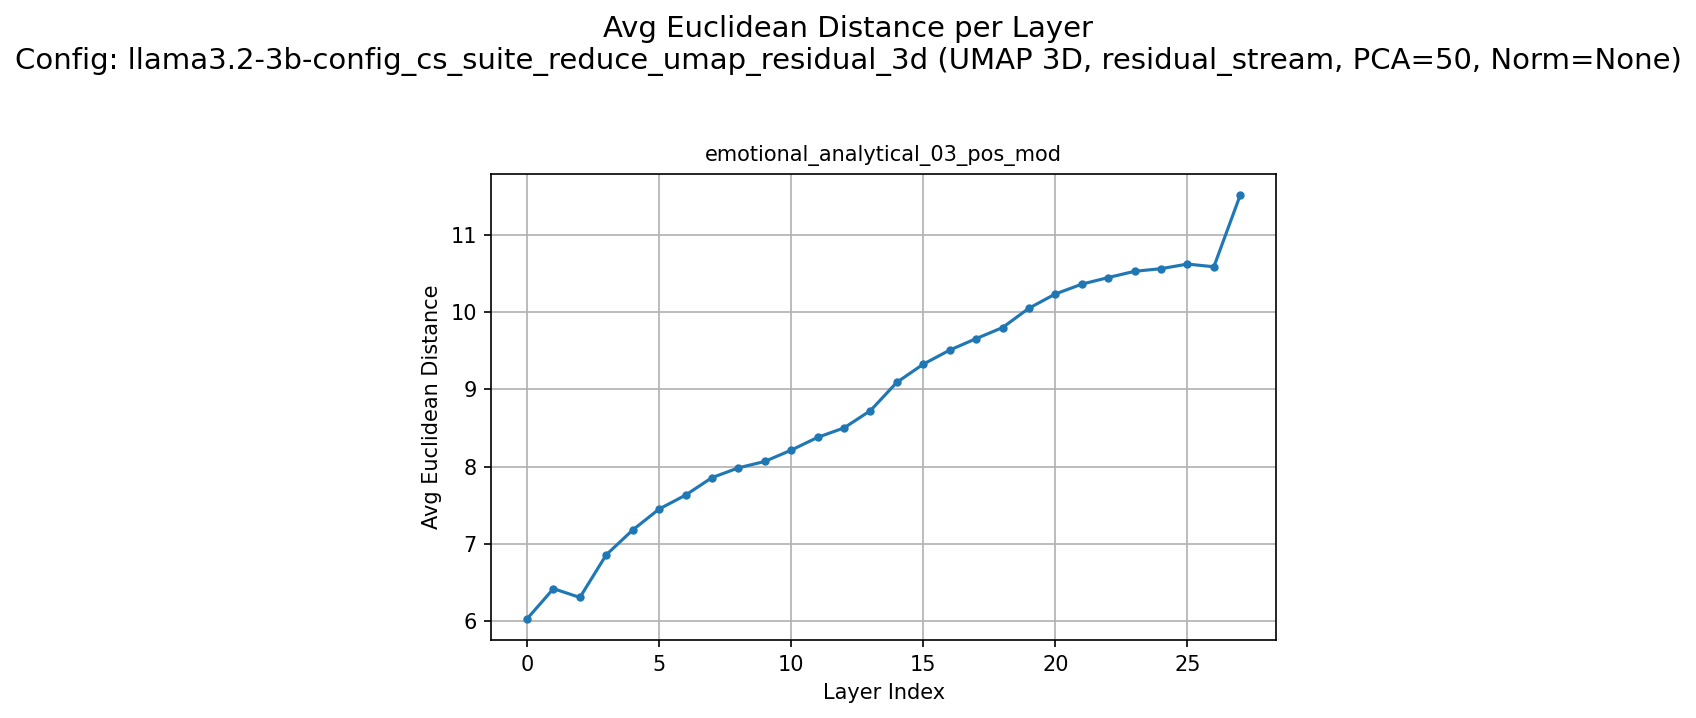 Avg Euclidean Distance per Layer
Config: llama3.2-3b-config_cs_suite_reduce_umap_residual_3d (UMAP 3D, residual_stream, PCA=50, Norm=None)
emotional_analytical_03_pos_mod
Avg Euclidean Distance
11
10
9
8
7
6
0 5 10 15 20 25
Layer Index